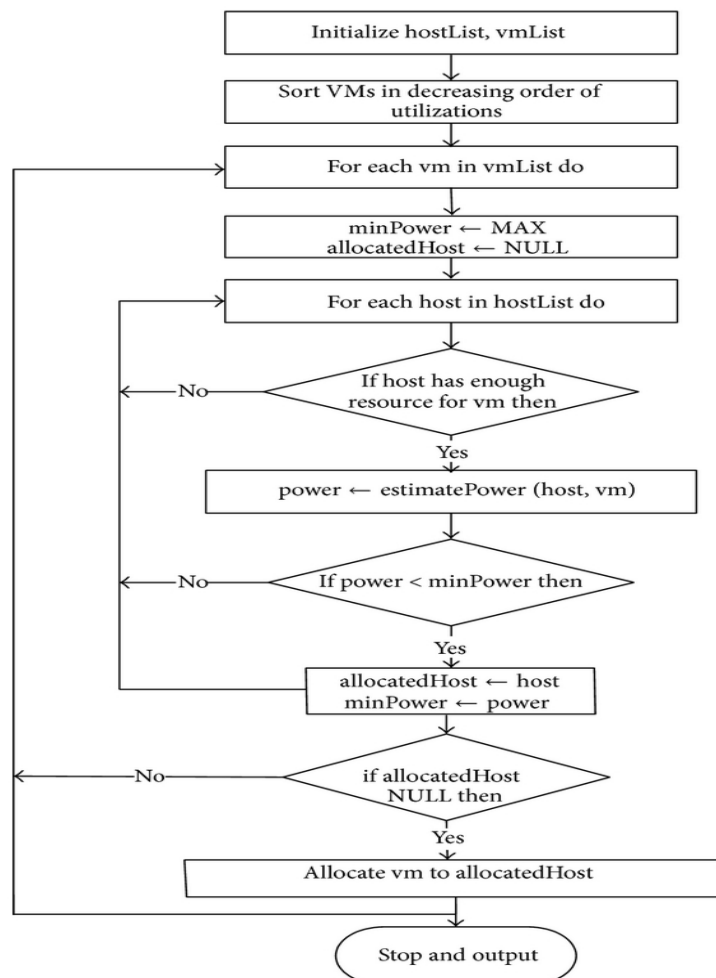 Initialize hostList, vmList
Sort VMs in decreasing order of
utilizations
For each vm in vmList do
minPower ← MAX
allocatedHost ← NULL
For each host in hostList do
If host has enough
resource for vm then
No
Yes
power ← estimatePower (host, vm)
If power < minPower then
No
Yes
allocatedHost ← host
minPower ← power
if allocatedHost
NULL then
No
Yes
Allocate vm to allocatedHost
Stop and output